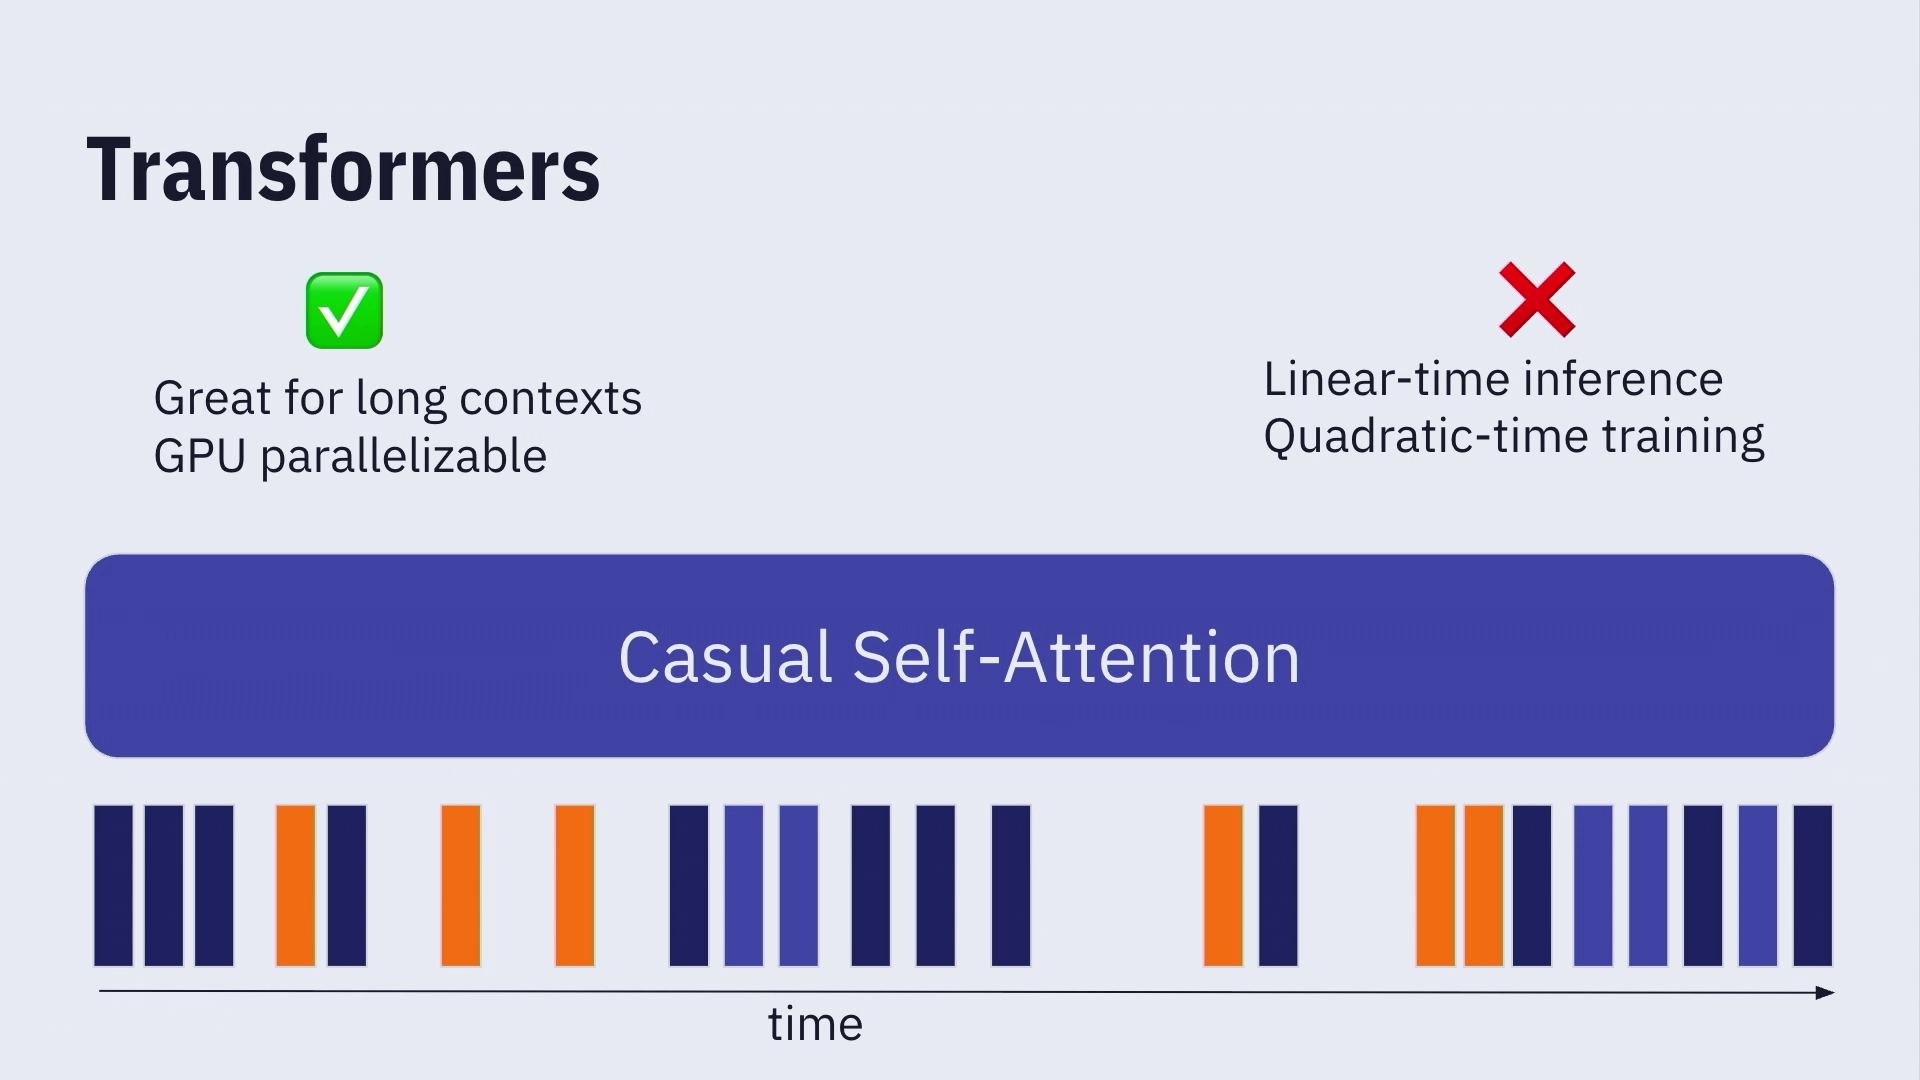 Transformers
Great for long contexts
GPU parallelizable
Linear-time inference
Quadratic-time training
Casual Self-Attention
time